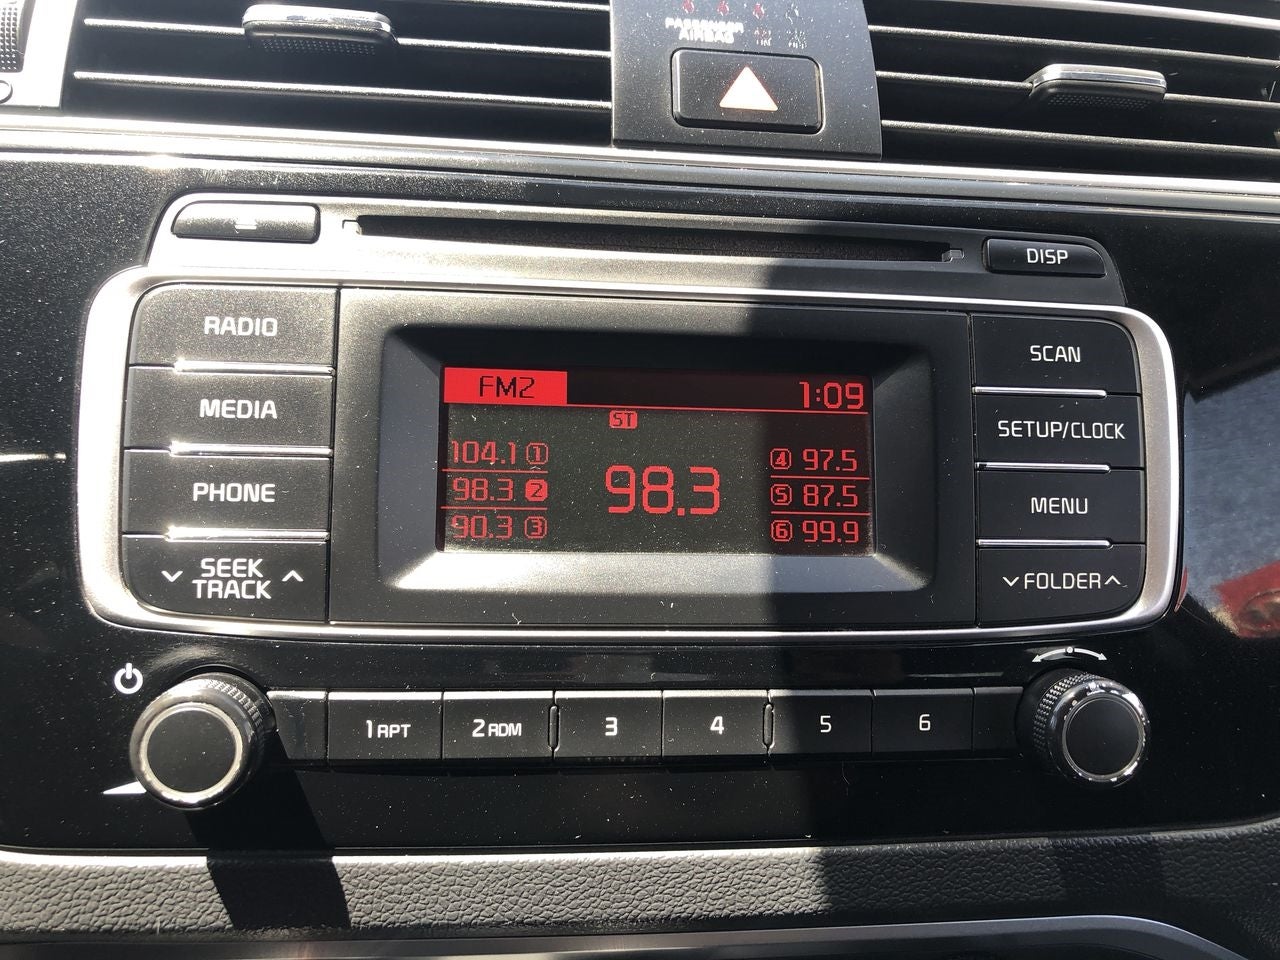 PASSENGER
AIRBAG
DISP
RADIO
MEDIA
PHONE
SEEK
TRACK
FM2
1:09
ST
104.1 1
98.3 2
90.3 3
98.3
4 97.5
5 87.5
6 99.9
SCAN
SETUP/CLOCK
MENU
FOLDER
1 RPT
2 RDM
3
4
5
6